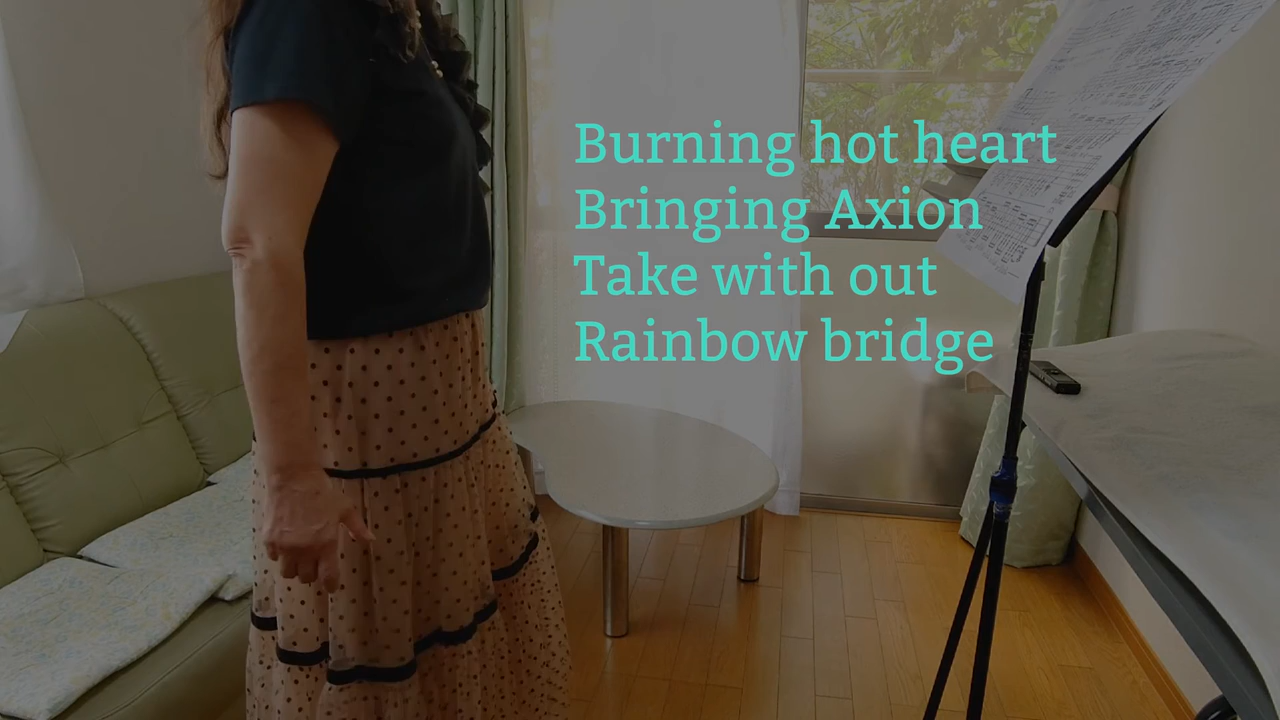 Burning hot heart
Bringing Axion
Take with out
Rainbow bridge